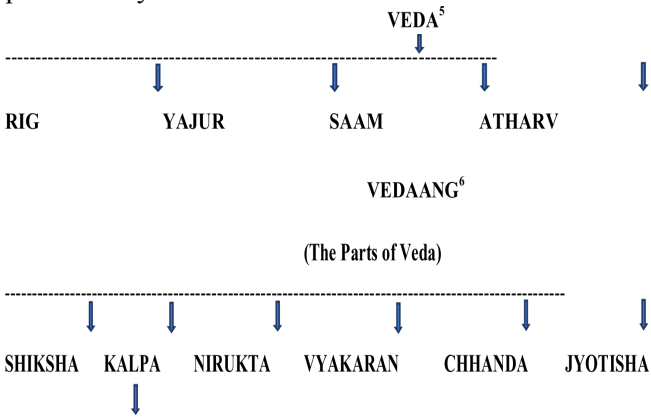 VEDA5
RIG YAJUR SAAM ATHARV
VEDAANG6
(The Parts of Veda)
SHIKSHA KALPA NIRUKTA VYAKARAN CHHANDA JYOTISHA